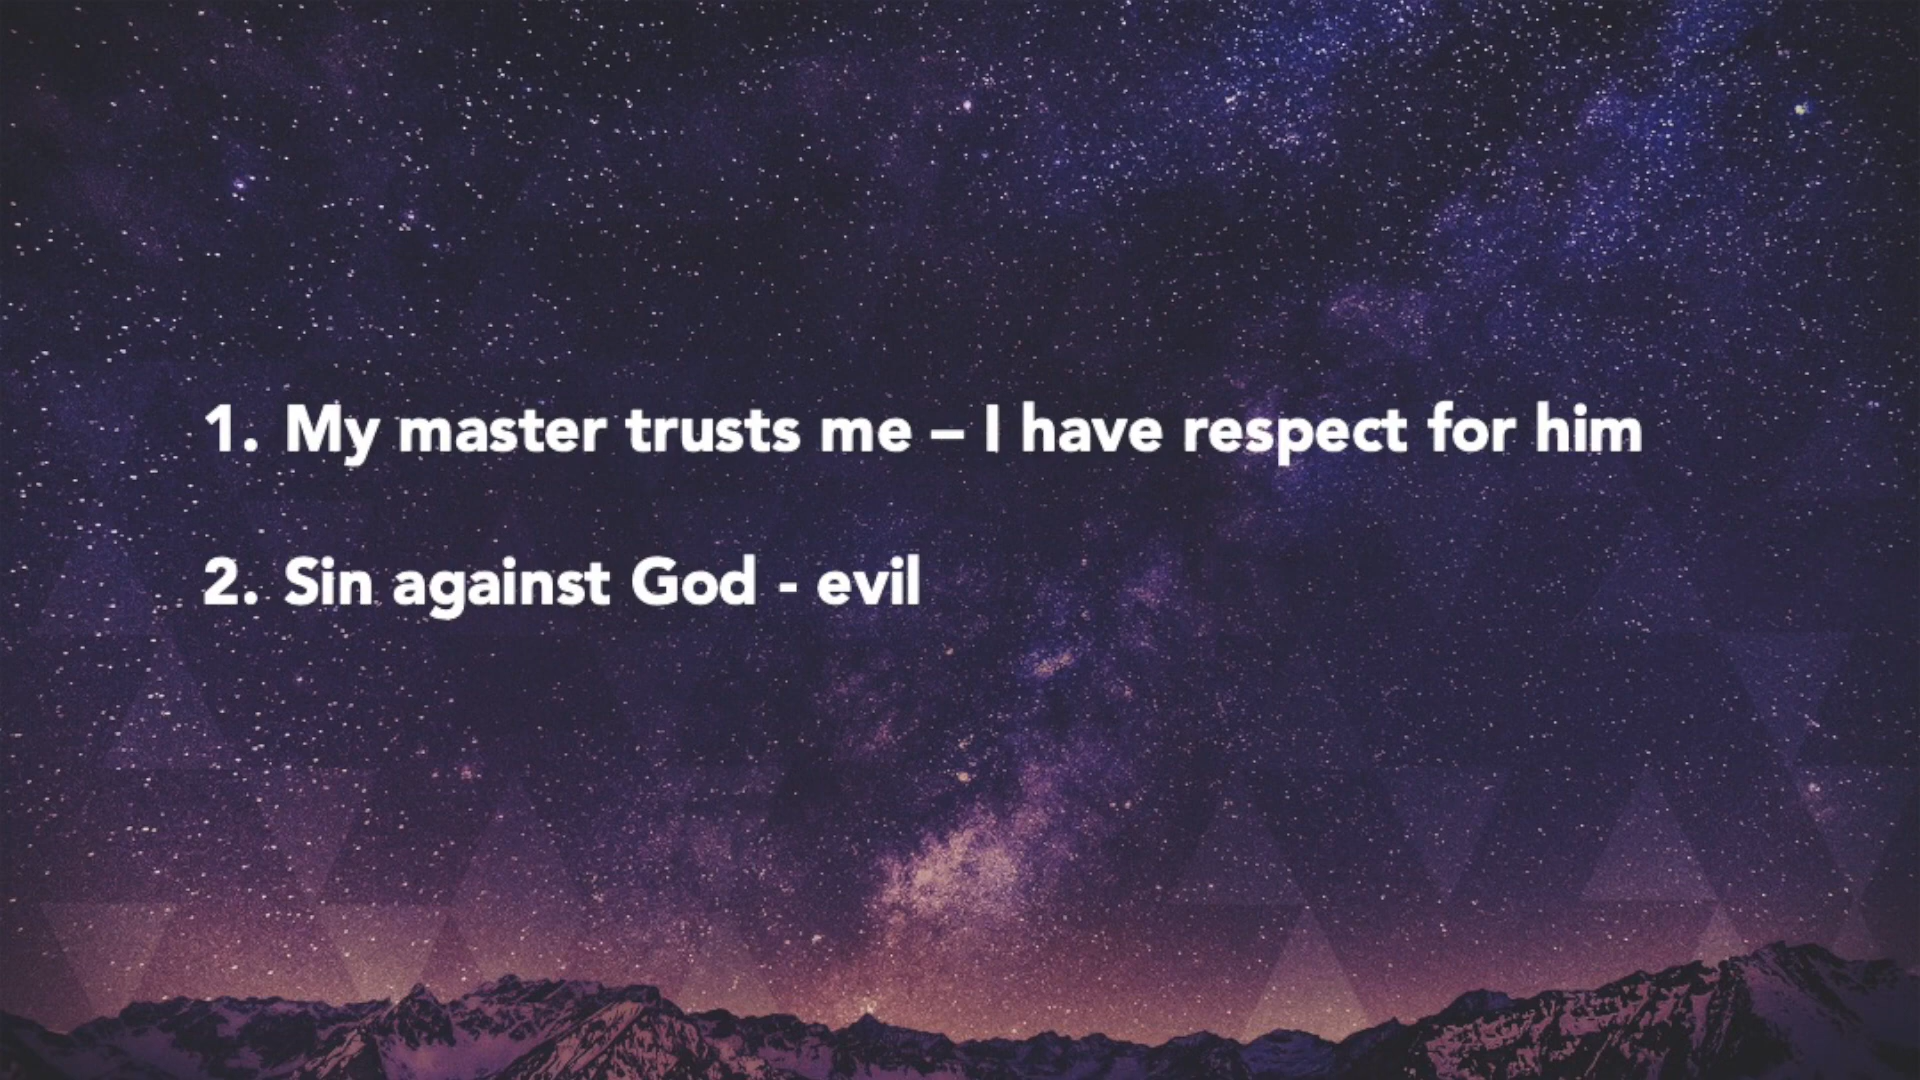 1. My master trusts me – I have respect for him
2. Sin against God - evil